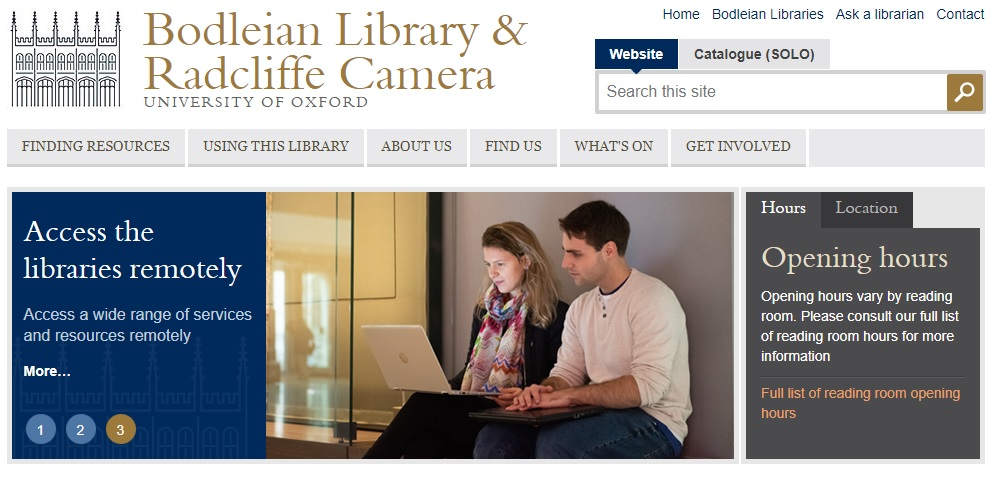 Home Bodleian Libraries Ask a librarian Contact
Bodleian Library &
Radcliffe Camera
UNIVERSITY OF OXFORD
Website Catalogue (SOLO)
Search this site
FINDING RESOURCES USING THIS LIBRARY ABOUT US FIND US WHAT'S ON GET INVOLVED
Access the
libraries remotely
Access a wide range of services
and resources remotely
More...
1 2 3
Hours Location
Opening hours
Opening hours vary by reading
room. Please consult our full list
of reading room hours for more
information
Full list of reading room opening
hours